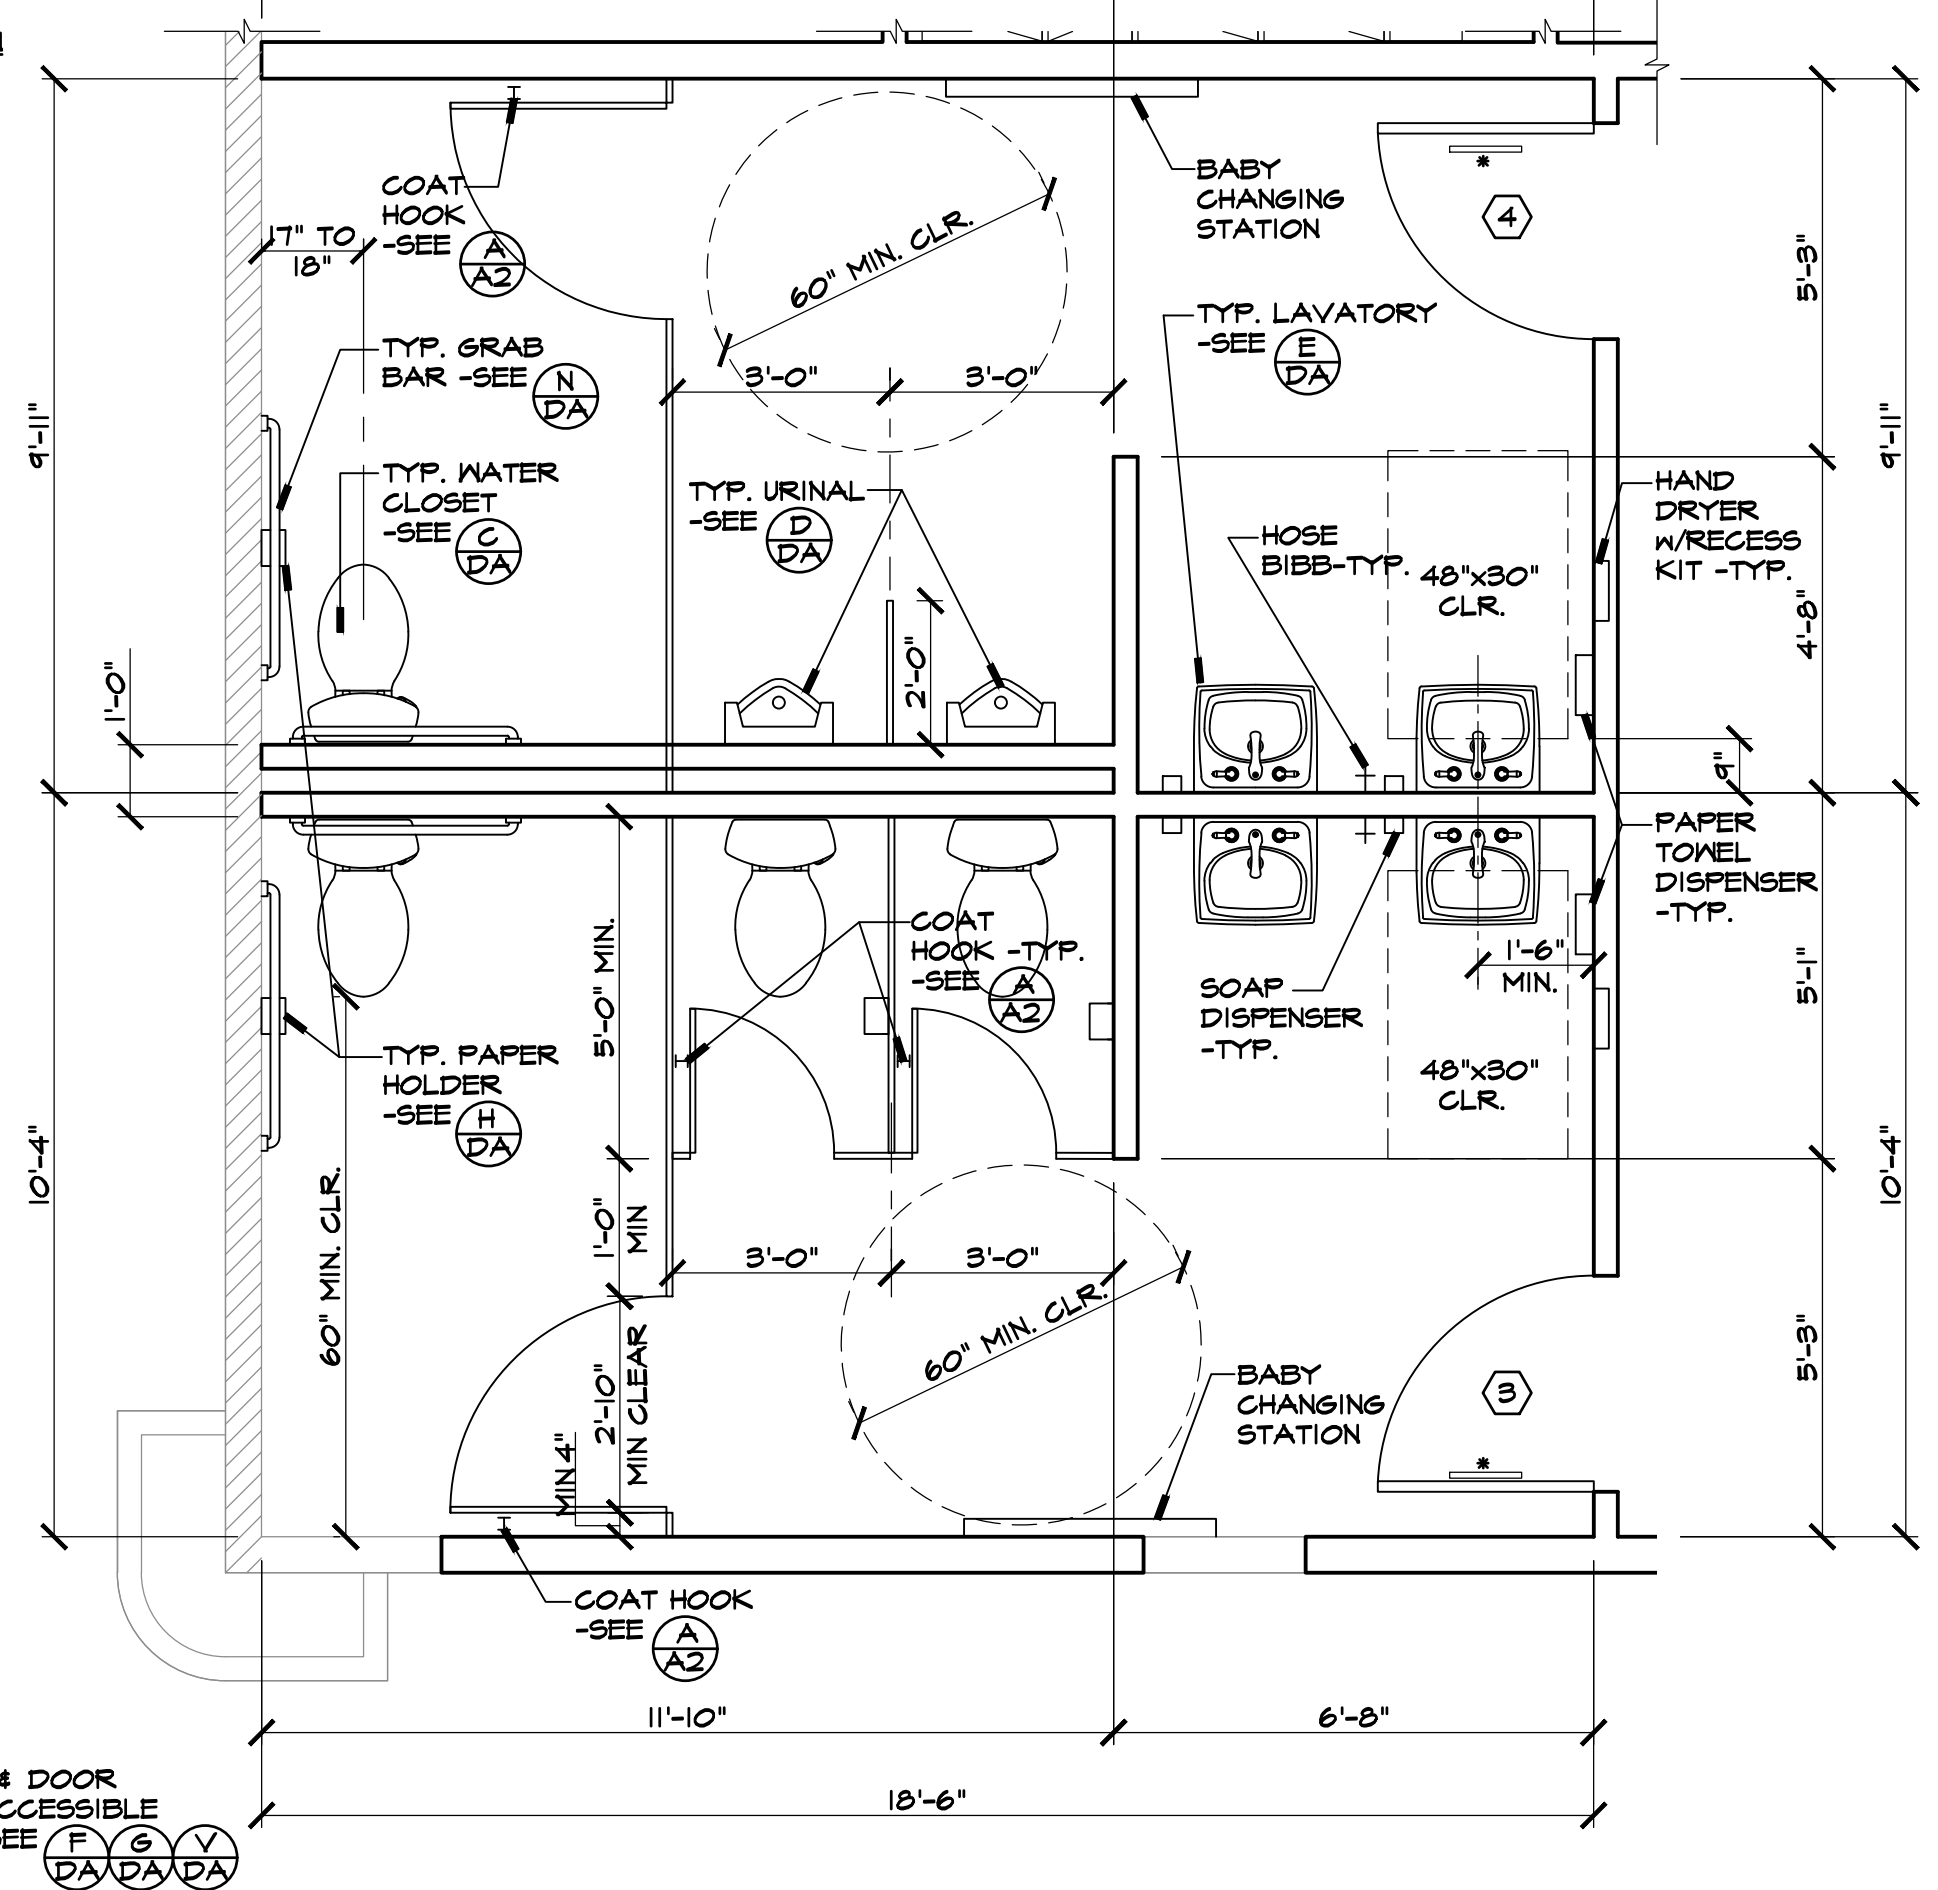 COAT
HOOK
-SEE
A
A2
17" TO
18"
BABY
CHANGING
STATION
4
60" MIN. CLR.
5'-3"
TYP. LAVATORY
-SEE
E
DA
TYP. GRAB
BAR -SEE
N
DA
3'-0"
3'-0"
9'-11"
9'-11"
TYP. WATER
CLOSET
-SEE
C
DA
TYP. URINAL
-SEE
D
DA
HOSE
BIBB-TYP.
48"x30"
CLR.
HAND
DRYER
W/RECESS
KIT -TYP.
4'-8"
2'-0"
1'-0"
9"
PAPER
TOWEL
DISPENSER
-TYP.
COAT
HOOK -TYP.
-SEE
A
A2
5'-0" MIN.
1'-6"
MIN.
5'-1"
SOAP
DISPENSER
-TYP.
TYP. PAPER
HOLDER
-SEE
H
DA
48"x30"
CLR.
10'-4"
10'-4"
60" MIN. CLR.
1'-0"
MIN
3'-0"
3'-0"
60" MIN. CLR.
2'-10"
MIN CLEAR
MIN 4"
BABY
CHANGING
STATION
3
5'-3"
COAT HOOK
-SEE
A
A2
11'-10"
6'-8"
18'-6"
& DOOR
CCESSIBLE
EE
F
DA
G
DA
V
DA